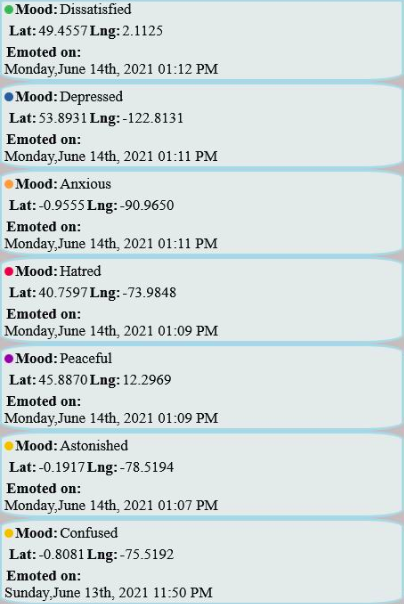 Mood: Dissatisfied
Lat: 49.4557 Lng: 2.1125
Emoted on:
Monday,June 14th, 2021 01:12 PM
Mood: Depressed
Lat: 53.8931 Lng: -122.8131
Emoted on:
Monday,June 14th, 2021 01:11 PM
Mood: Anxious
Lat: -0.9555 Lng: -90.9650
Emoted on:
Monday,June 14th, 2021 01:11 PM
Mood: Hatred
Lat: 40.7597 Lng: -73.9848
Emoted on:
Monday,June 14th, 2021 01:09 PM
Mood: Peaceful
Lat: 45.8870 Lng: 12.2969
Emoted on:
Monday,June 14th, 2021 01:09 PM
Mood: Astonished
Lat: -0.1917 Lng: -78.5194
Emoted on:
Monday,June 14th, 2021 01:07 PM
Mood: Confused
Lat: -0.8081 Lng: -75.5192
Emoted on:
Sunday,June 13th, 2021 11:50 PM